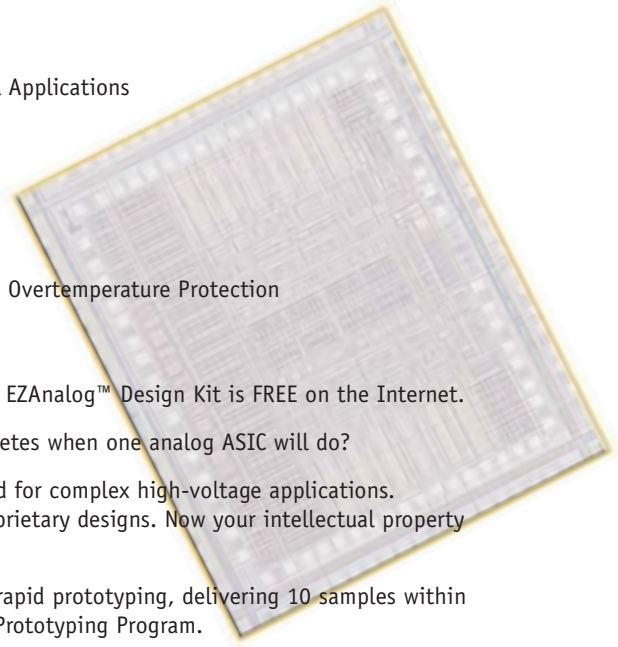 Applications
Overtemperature Protection
EZAnalog™ Design Kit is FREE on the Internet.
etes when one analog ASIC will do?
d for complex high-voltage applications.
prietary designs. Now your intellectual property
rapid prototyping, delivering 10 samples within
Prototyping Program.